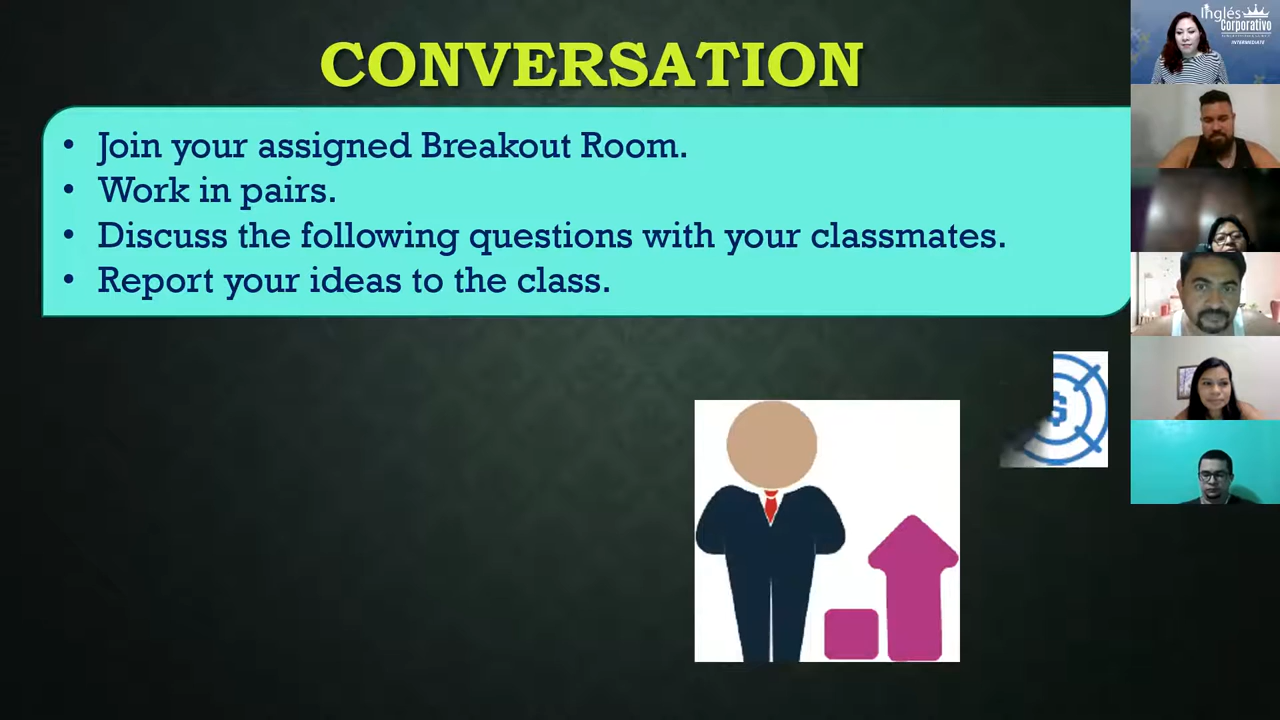 CONVERSATION
• Join your assigned Breakout Room.
• Work in pairs.
• Discuss the following questions with your classmates.
• Report your ideas to the class.
$
Inglés
Corporativo
INTERMEDIATE